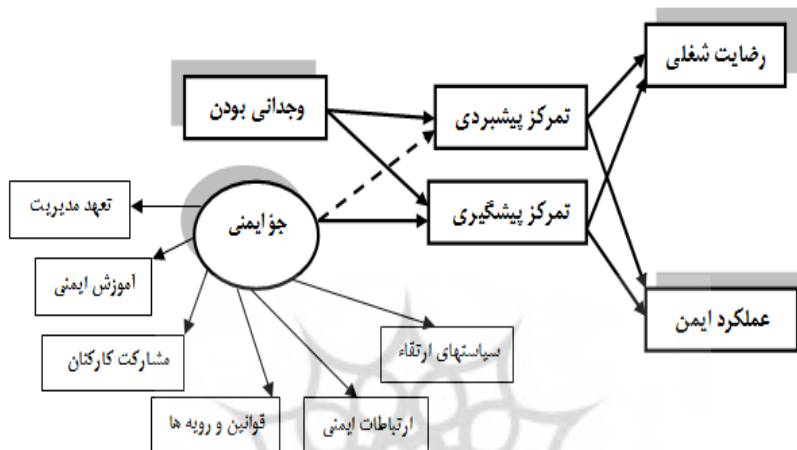 رضایت شغلی
وجدانی بودن
تمرکز پیشبردی
تمرکز پیشگیری
جو ایمنی
تعهد مدیریت
آموزش ایمنی
عملکرد ایمن
مشارکت کارکنان
سیاستهای ارتقاء
قوانین و رویه ها
ارتباطات ایمنی